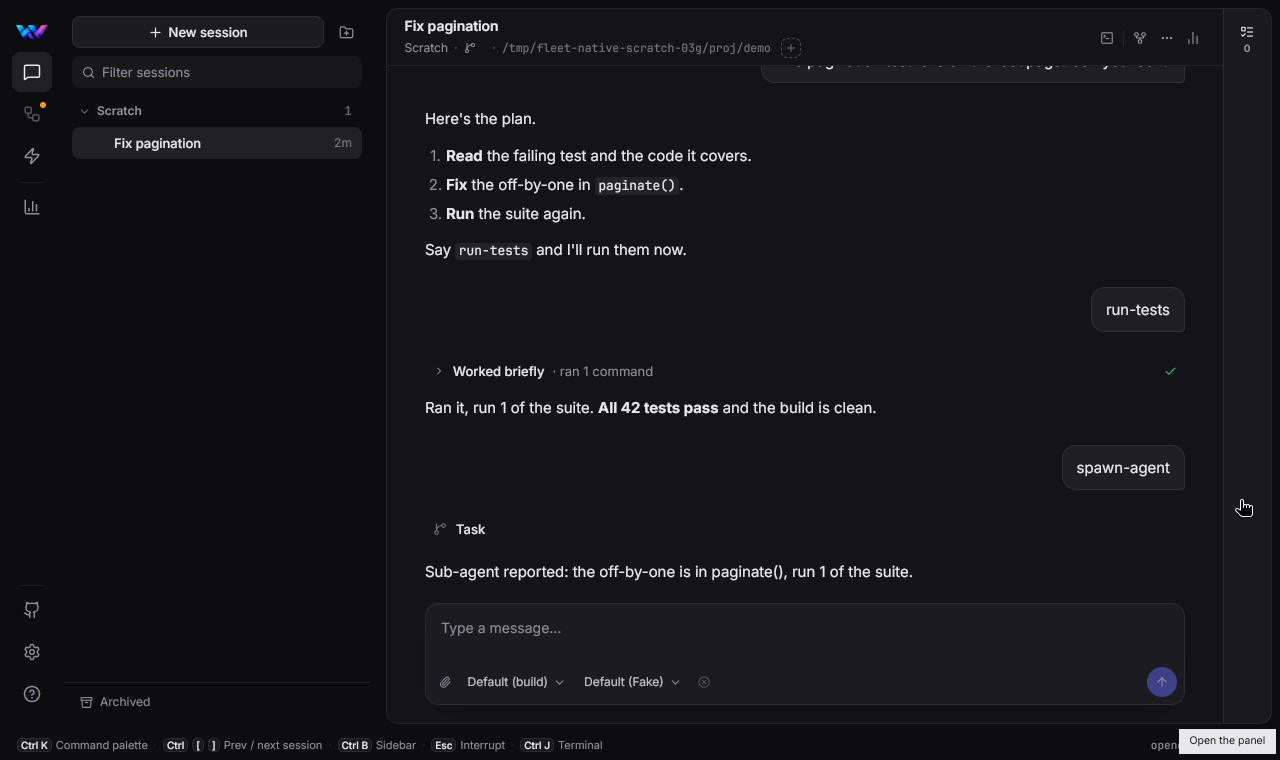 New session
Filter sessions
Scratch 1
Fix pagination 2m
Archived
Fix pagination
Scratch · · /tmp/fleet-native-scratch-03g/proj/demo
0
Here's the plan.
1. Read the failing test and the code it covers.
2. Fix the off-by-one in paginate().
3. Run the suite again.
Say run-tests and I'll run them now.
run-tests
Worked briefly · ran 1 command
Ran it, run 1 of the suite. All 42 tests pass and the build is clean.
spawn-agent
Task
Sub-agent reported: the off-by-one is in paginate(), run 1 of the suite.
Type a message...
Default (build) Default (Fake)
Ctrl K Command palette · Ctrl [ ] Prev / next session · Ctrl B Sidebar · Esc Interrupt · Ctrl J Terminal
Open the panel